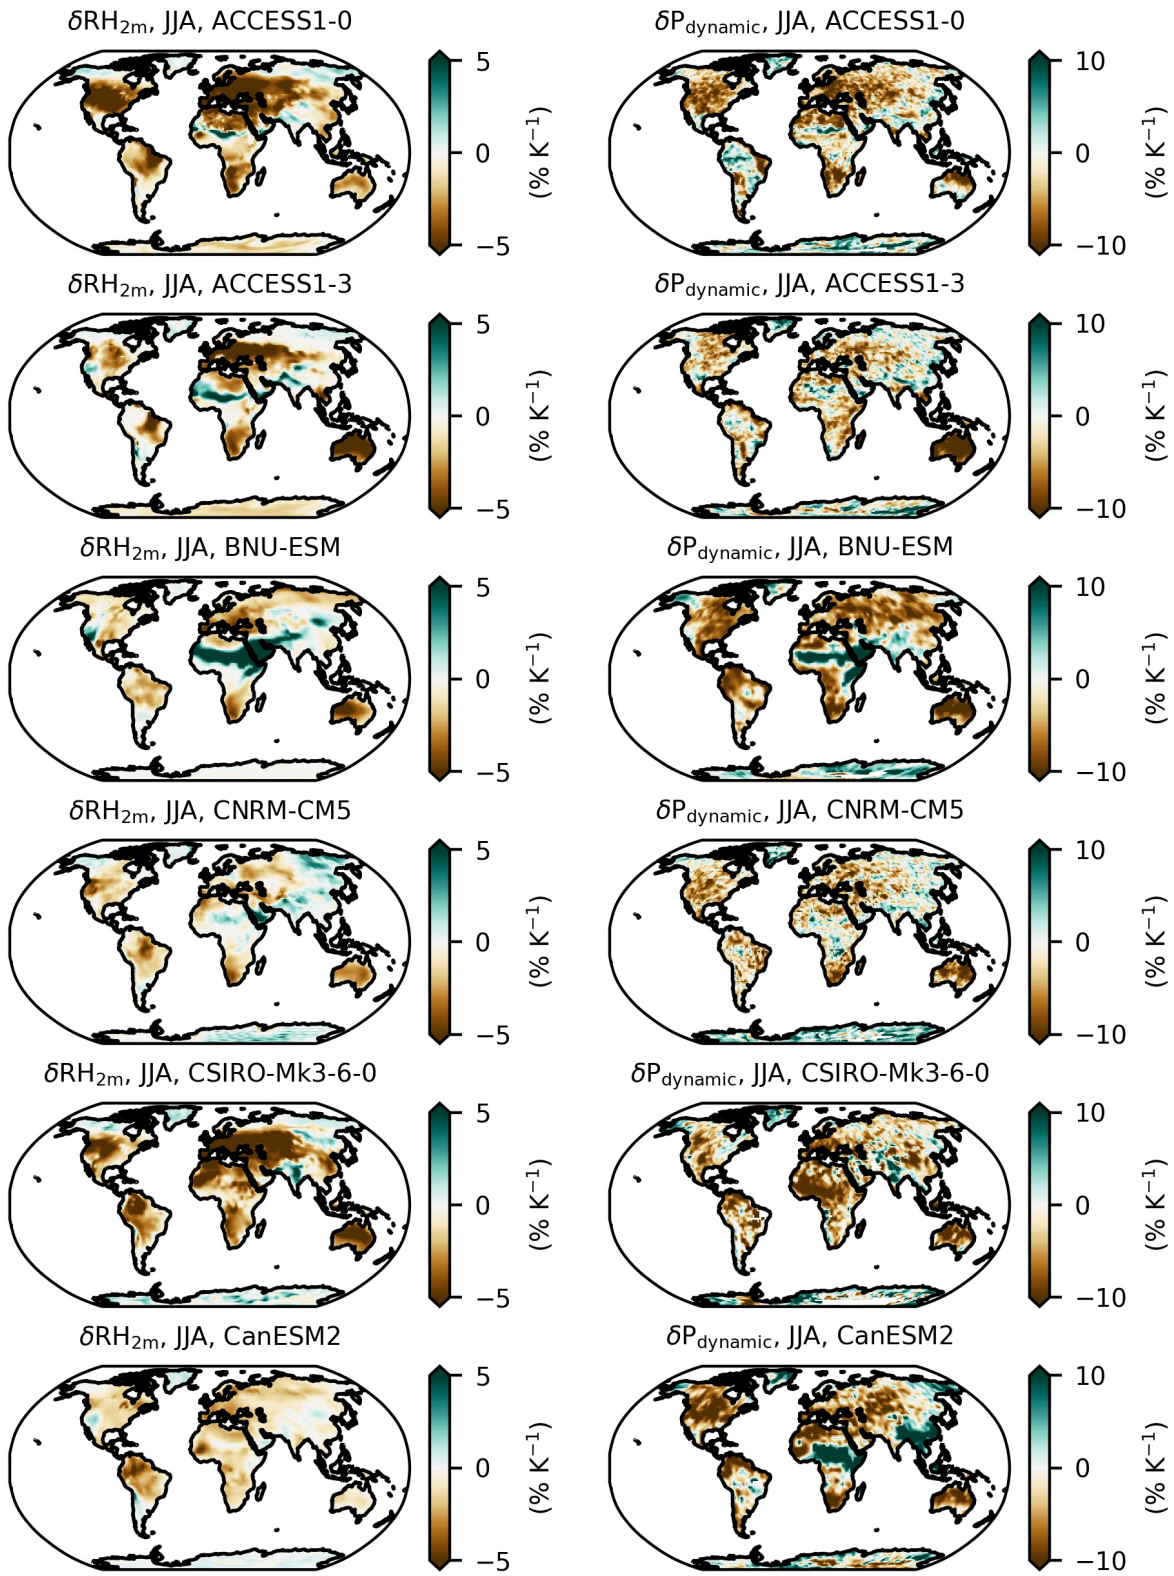 δRH2m, JJA, ACCESS1-0
5
0
−5
(% K−1)
δPdynamic, JJA, ACCESS1-0
10
0
−10
(% K−1)
δRH2m, JJA, ACCESS1-3
5
0
−5
(% K−1)
δPdynamic, JJA, ACCESS1-3
10
0
−10
(% K−1)
δRH2m, JJA, BNU-ESM
5
0
−5
(% K−1)
δPdynamic, JJA, BNU-ESM
10
0
−10
(% K−1)
δRH2m, JJA, CNRM-CM5
5
0
−5
(% K−1)
δPdynamic, JJA, CNRM-CM5
10
0
−10
(% K−1)
δRH2m, JJA, CSIRO-Mk3-6-0
5
0
−5
(% K−1)
δPdynamic, JJA, CSIRO-Mk3-6-0
10
0
−10
(% K−1)
δRH2m, JJA, CanESM2
5
0
−5
(% K−1)
δPdynamic, JJA, CanESM2
10
0
−10
(% K−1)